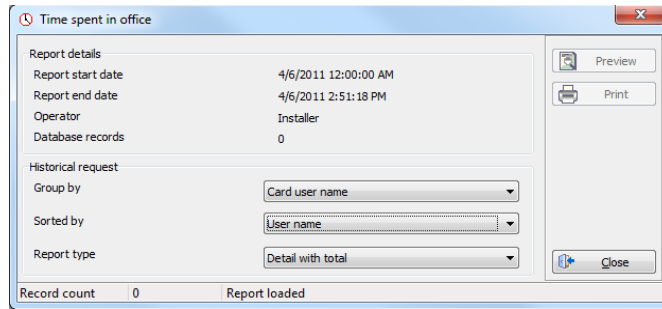 Time spent in office
Report details
Report start date 4/6/2011 12:00:00 AM
Report end date 4/6/2011 2:51:18 PM
Operator Installer
Database records 0
Historical request
Group by Card user name
Sorted by User name
Report type Detail with total
Preview
Print
Close
Record count 0 Report loaded